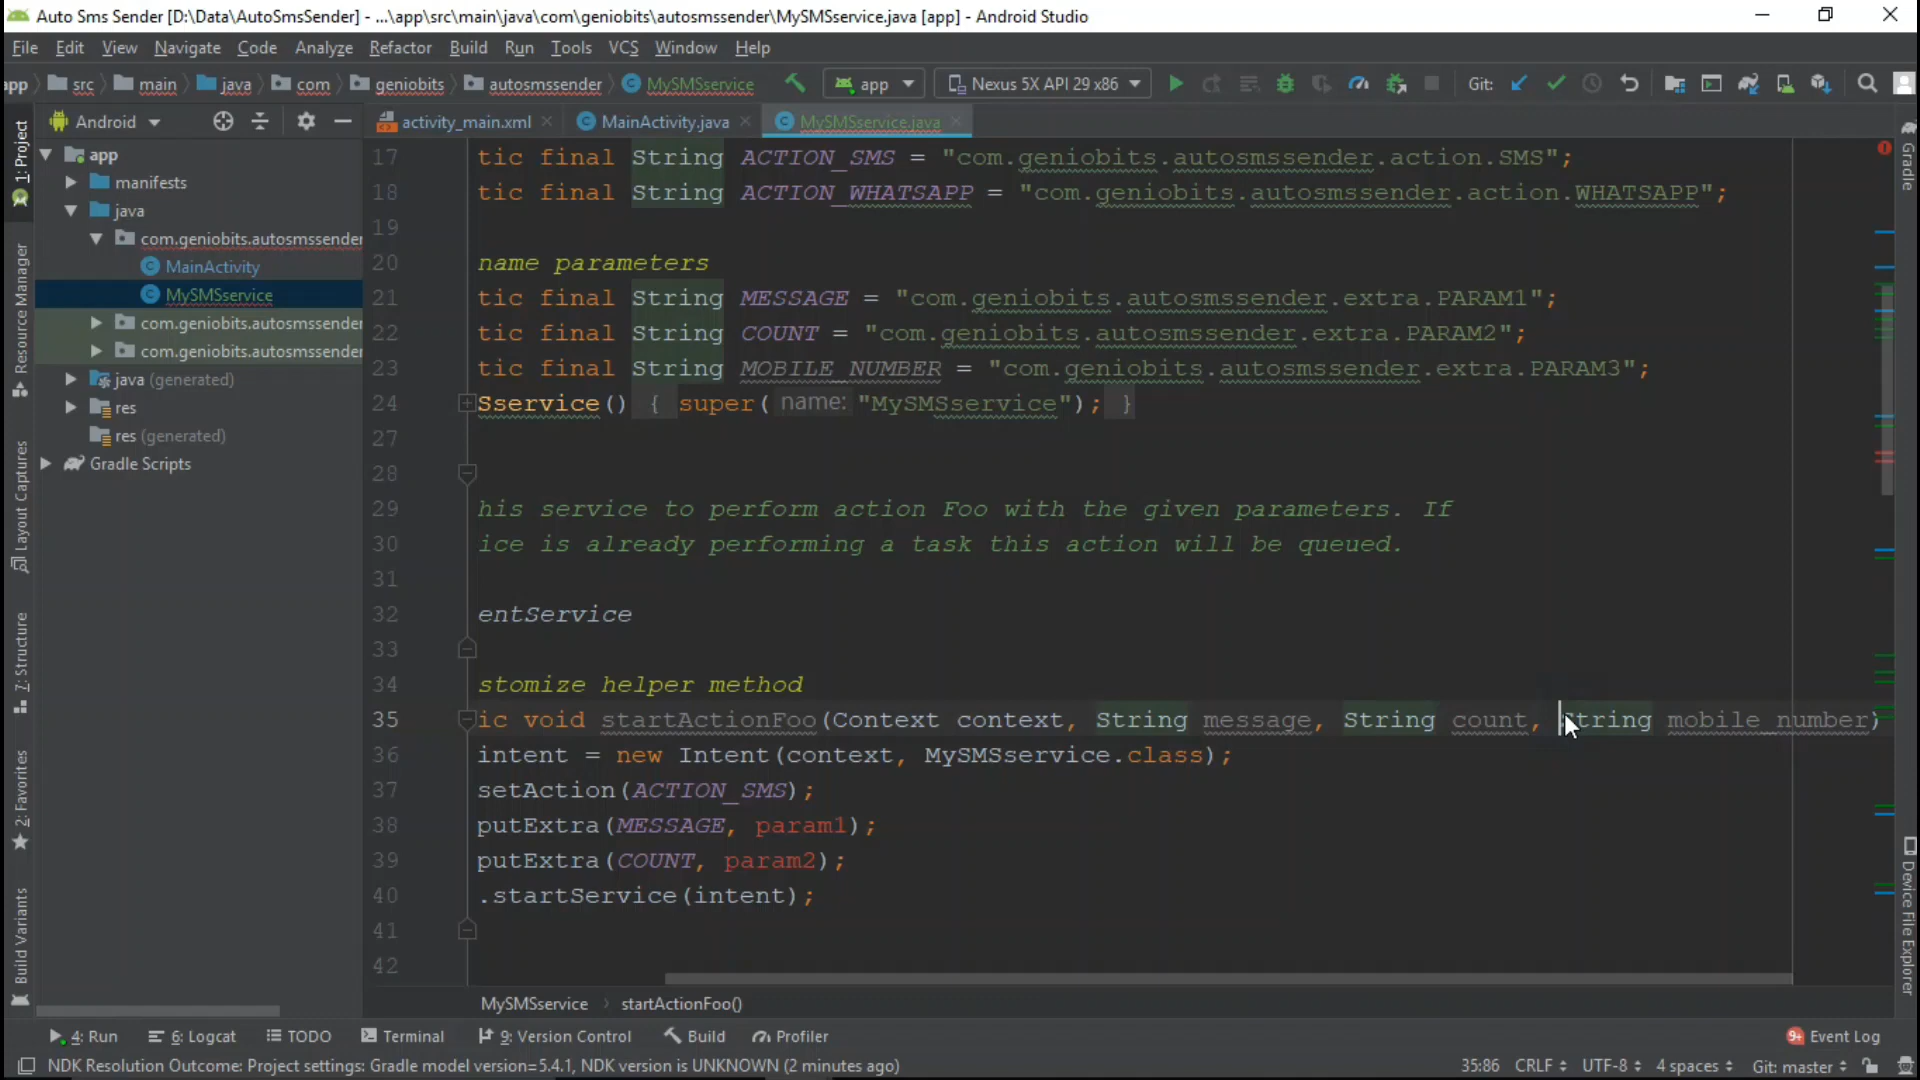 Auto Sms Sender [D:\Data\AutoSmsSender] - ...\app\src\main\java\com\geniobits\autosmssender\MySMSservice.java [app] - Android Studio
File Edit View Navigate Code Analyze Refactor Build Run Tools VCS Window Help
app src main java com geniobits autosmssender MySMSservice app Nexus 5X API 29 x86 Git:
Android activity_main.xml MainActivity.java MySMSservice.java
1: Project
Resource Manager
Layout Captures
7: Structure
2: Favorites
Build Variants
app
manifests
java
com.geniobits.autosmssender
MainActivity
MySMSservice
com.geniobits.autosmssender
com.geniobits.autosmssender
java (generated)
res
res (generated)
Gradle Scripts
17 tic final String ACTION_SMS = "com.geniobits.autosmssender.action.SMS";
18 tic final String ACTION_WHATSAPP = "com.geniobits.autosmssender.action.WHATSAPP";
19
20 name parameters
21 tic final String MESSAGE = "com.geniobits.autosmssender.extra.PARAM1";
22 tic final String COUNT = "com.geniobits.autosmssender.extra.PARAM2";
23 tic final String MOBILE_NUMBER = "com.geniobits.autosmssender.extra.PARAM3";
24 Sservice() { super( name: "MySMSservice"); }
27
28
29 his service to perform action Foo with the given parameters. If
30 ice is already performing a task this action will be queued.
31
32 entService
33
34 stomize helper method
35 ic void startActionFoo(Context context, String message, String count, String mobile_number)
36 intent = new Intent(context, MySMSservice.class);
37 setAction(ACTION_SMS);
38 putExtra(MESSAGE, param1);
39 putExtra(COUNT, param2);
40 .startService(intent);
41
42
MySMSservice startActionFoo()
Gradle
Device File Explorer
4: Run 6: Logcat TODO Terminal 9: Version Control Build Profiler 9+ Event Log
NDK Resolution Outcome: Project settings: Gradle model version=5.4.1, NDK version is UNKNOWN (2 minutes ago) 35:86 CRLF UTF-8 4 spaces Git: master